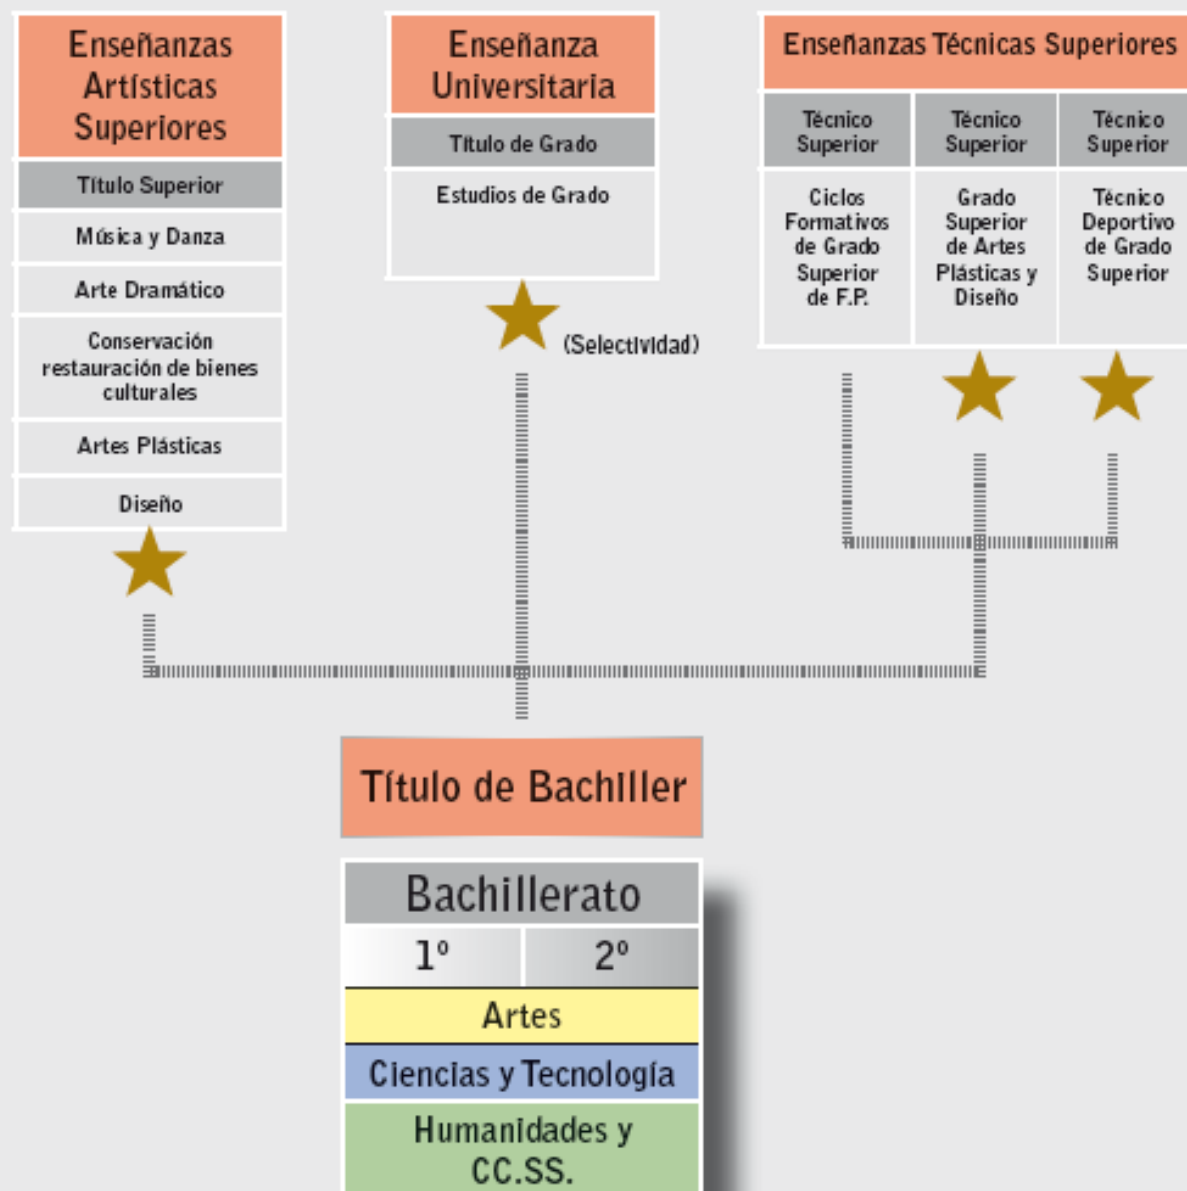 Enseñanzas
Artísticas
Superiores
Título Superior
Música y Danza
Arte Dramático
Conservación
restauración de bienes
culturales
Artes Plásticas
Diseño
Enseñanza
Universitaria
Título de Grado
Estudios de Grado
(Selectividad)
Enseñanzas Técnicas Superiores
Técnico
Superior
Ciclos
Formativos
de Grado
Superior
de F.P.
Técnico
Superior
Grado
Superior
de Artes
Plásticas y
Diseño
Técnico
Superior
Técnico
Deportivo
de Grado
Superior
Título de Bachiller
Bachillerato
1º
2º
Artes
Ciencias y Tecnología
Humanidades y
CC.SS.